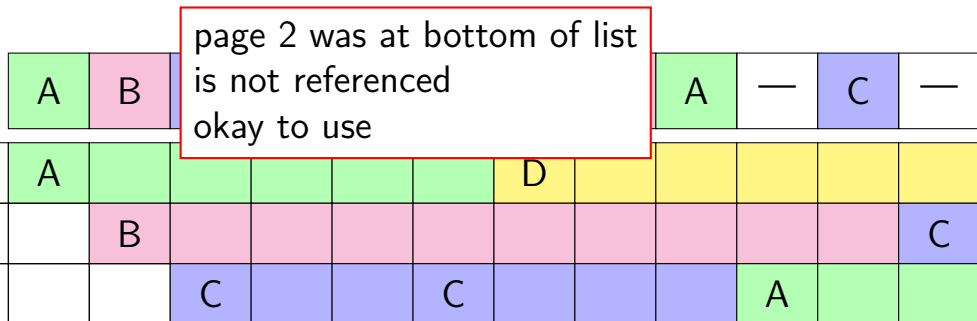 page 2 was at bottom of list
is not referenced
okay to use
A B A — C —
A D
B C
C C A